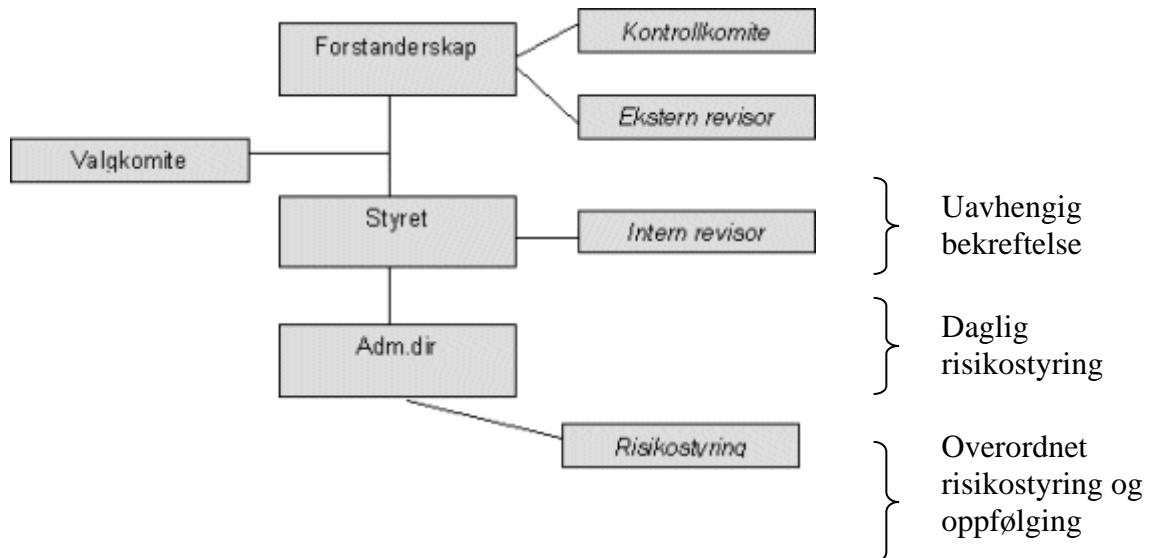 Forstanderskap
Kontrollkomite
Ekstern revisor
Valgkomite
Styret
Intern revisor
Uavhengig
bekreftelse
Adm.dir
Daglig
risikostyring
Risikostyring
Overordnet
risikostyring og
oppfølging